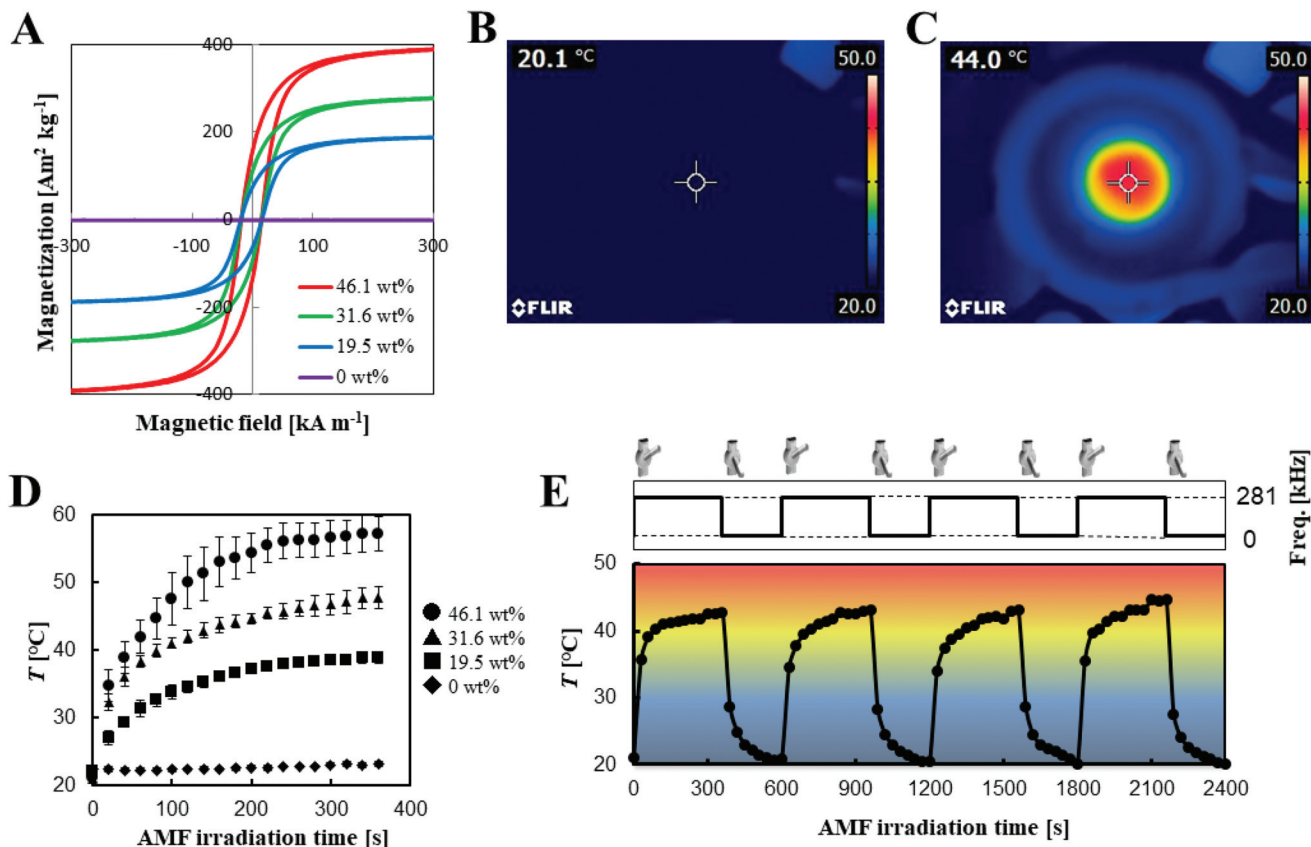 A
400
200
0
-300
-100
100
300
-200
-400
Magnetization [Am² kg⁻¹]
Magnetic field [kA m⁻¹]
46.1 wt%
31.6 wt%
19.5 wt%
0 wt%
B
20.1 °C
50.0
20.0
FLIR
C
44.0 °C
50.0
20.0
FLIR
D
60
50
40
30
20
T [°C]
0
100
200
300
400
AMF irradiation time [s]
46.1 wt%
31.6 wt%
19.5 wt%
0 wt%
E
281
0
Freq. [kHz]
50
40
30
20
T [°C]
0
300
600
900
1200
1500
1800
2100
2400
AMF irradiation time [s]